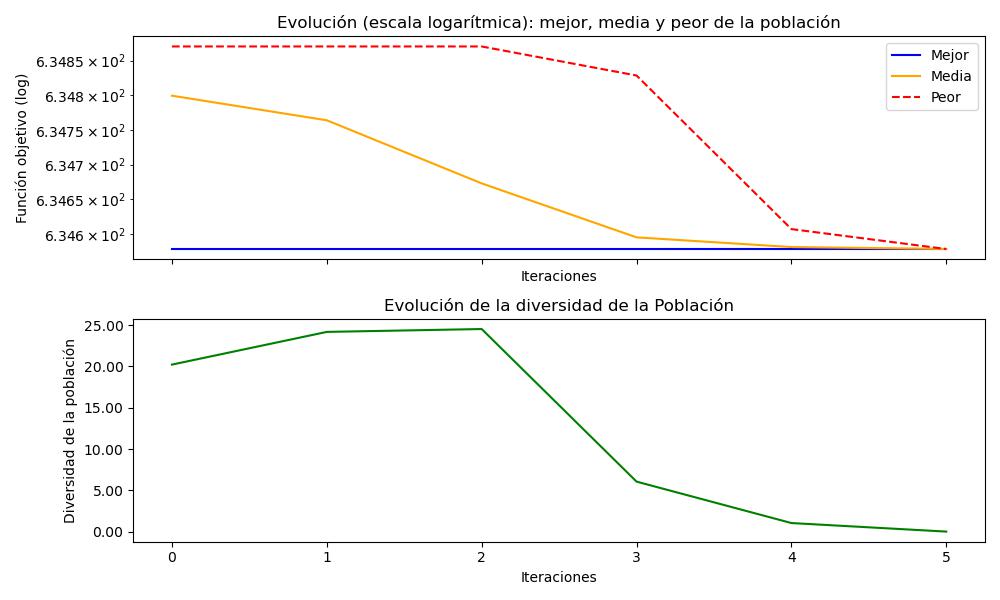 Evolución (escala logarítmica): mejor, media y peor de la población
Función objetivo (log)
6.3485 × 10²
6.348 × 10²
6.3475 × 10²
6.347 × 10²
6.3465 × 10²
6.346 × 10²
Mejor
Media
Peor
Iteraciones
Evolución de la diversidad de la Población
Diversidad de la población
25.00
20.00
15.00
10.00
5.00
0.00
0 1 2 3 4 5
Iteraciones